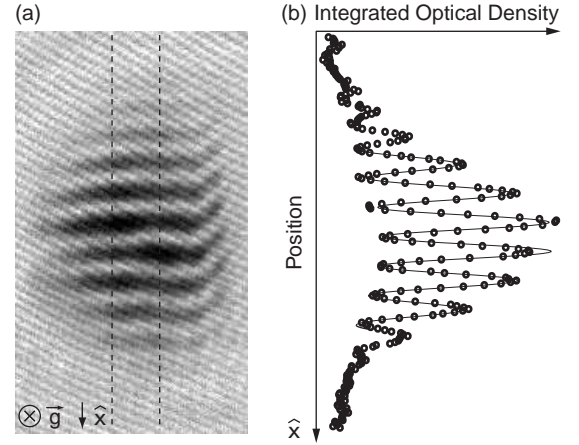 (a)
(b) Integrated Optical Density
Position
⊗ g⃗ ↓ x̂
x̂